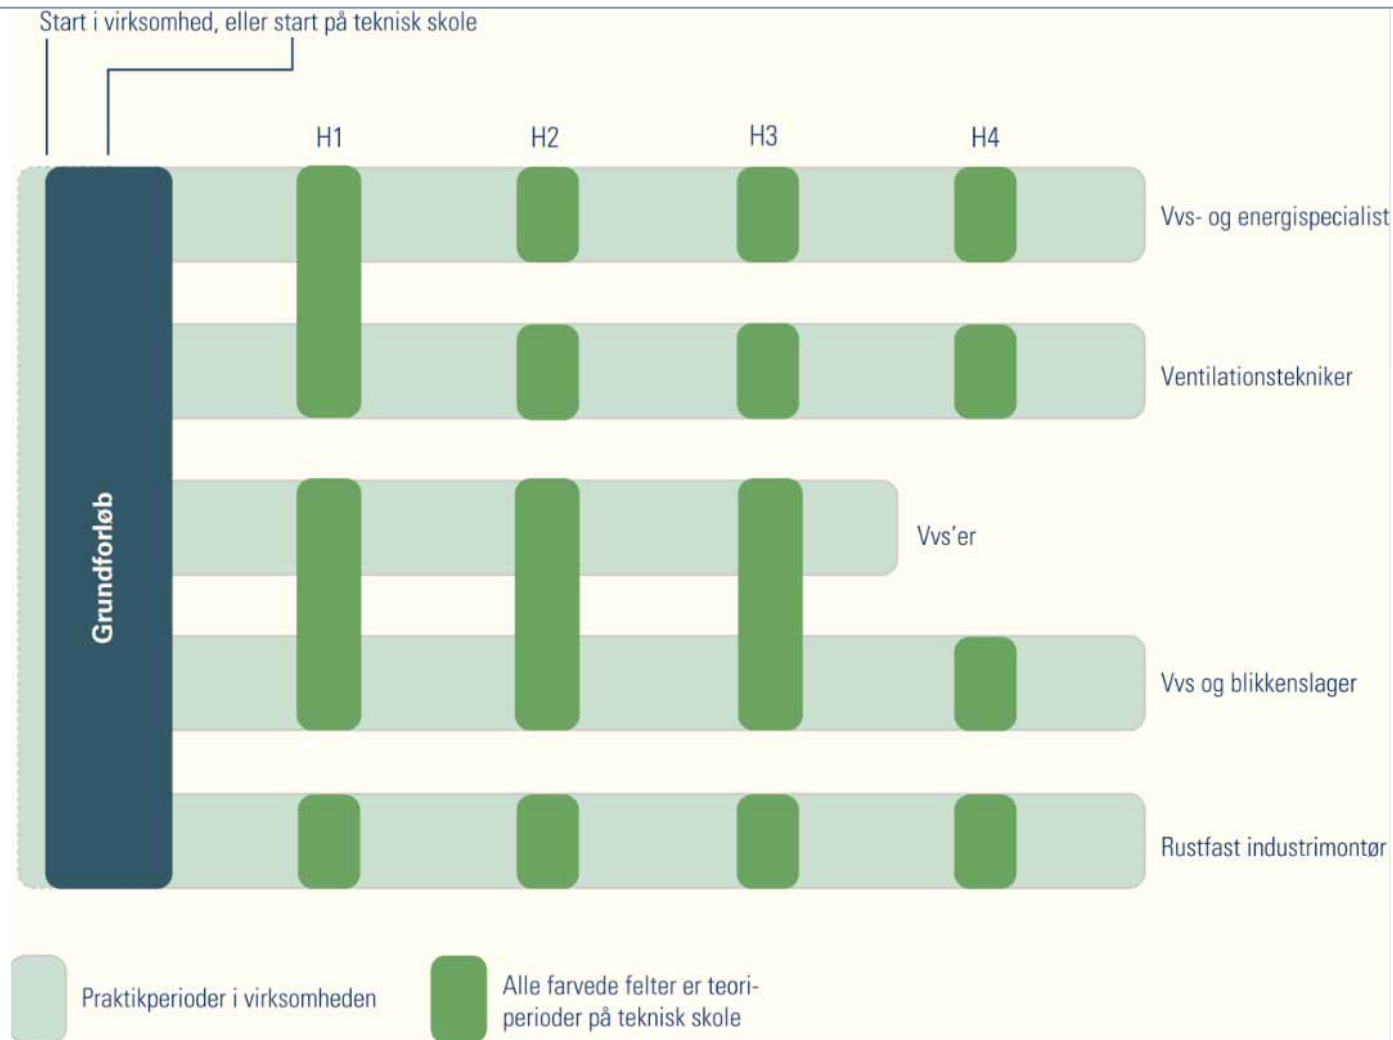 Start i virksomhed, eller start på teknisk skole
H1
H2
H3
H4
Vvs- og energispecialist
Ventilationstekniker
Vvs’er
Grundforløb
Vvs og blikkenslager
Rustfast industrimontør
Praktikperioder i virksomheden
Alle farvede felter er teori-
perioder på teknisk skole